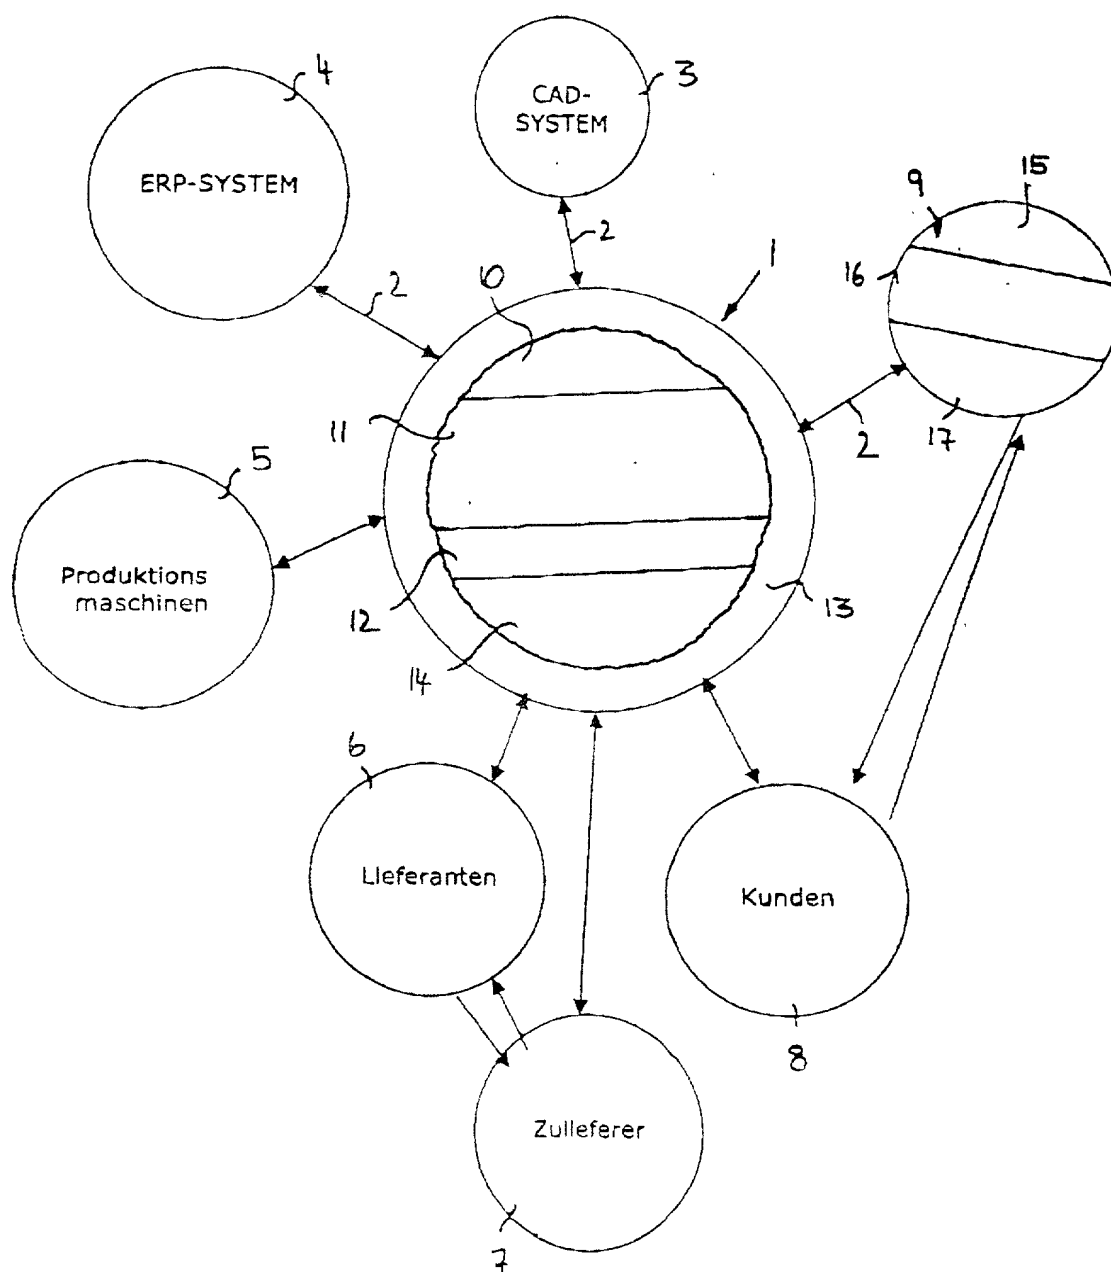 4
CAD-
SYSTEM
3
ERP-SYSTEM
15
9
2
1
16
10
2
11
2
17
5
Produktions
maschinen
12
13
14
6
Lieferanten
Kunden
8
Zulieferer
7